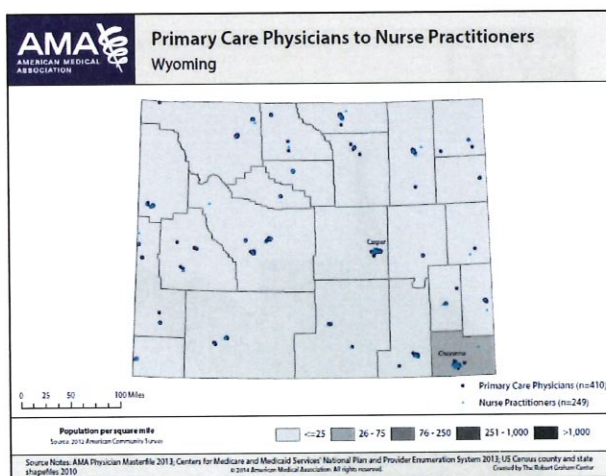 AMA
AMERICAN MEDICAL
ASSOCIATION
Primary Care Physicians to Nurse Practitioners
Wyoming
Casper
Cheyenne
Primary Care Physicians (n=410)
Nurse Practitioners (n=249)
0 25 50 100 Miles
Population per square mile
Source: 2012 American Community Survey
<=25 26 - 75 76 - 250 251 - 1,000 >1,000
Source Notes: AMA Physician Masterfile 2013; Centers for Medicare and Medicaid Services' National Plan and Provider Enumeration System 2013; US Census county and state
shapefiles 2010
© 2014 American Medical Association. All rights reserved.
Created by The Robert Graham Center